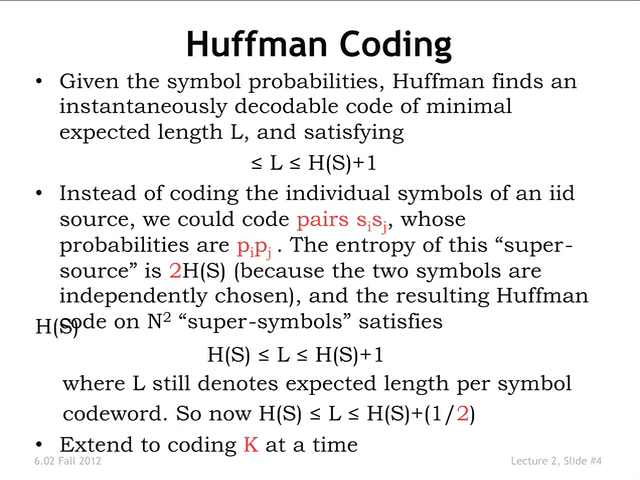 Huffman Coding
• Given the symbol probabilities, Huffman finds an
instantaneously decodable code of minimal
expected length L, and satisfying
≤ L ≤ H(S)+1
• Instead of coding the individual symbols of an iid
source, we could code pairs sᵢsⱼ, whose
probabilities are pᵢpⱼ . The entropy of this “super-
source” is 2H(S) (because the two symbols are
independently chosen), and the resulting Huffman
code on N² “super-symbols” satisfies
H(S)
H(S) ≤ L ≤ H(S)+1
where L still denotes expected length per symbol
codeword. So now H(S) ≤ L ≤ H(S)+(1/2)
• Extend to coding K at a time
6.02 Fall 2012
Lecture 2, Slide #4